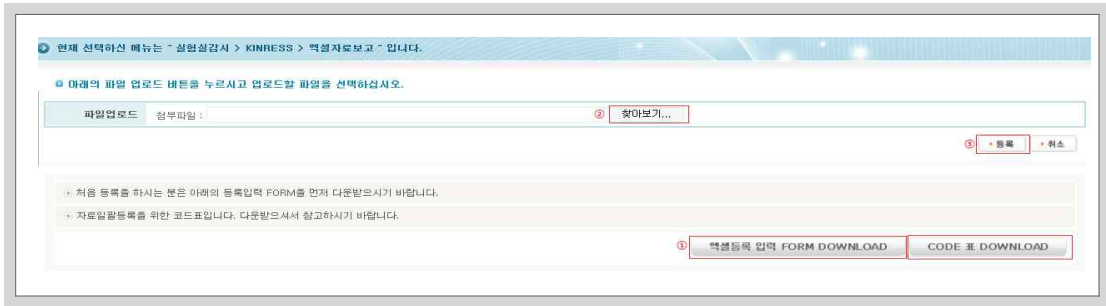 현재 선택하신 메뉴는 " 실험실감시 > KINRESS > 엑셀자료보고 " 입니다.
아래의 파일 업로드 버튼을 누르시고 업로드할 파일을 선택하십시오.
파일업로드 첨부파일 : ② 찾아보기...
③ 등록 취소
처음 등록을 하시는 분은 아래의 등록입력 FORM을 먼저 다운받으시기 바랍니다.
자료일괄등록을 위한 코드표입니다. 다운받으셔서 참고하시기 바랍니다.
① 엑셀등록 입력 FORM DOWNLOAD CODE 표 DOWNLOAD